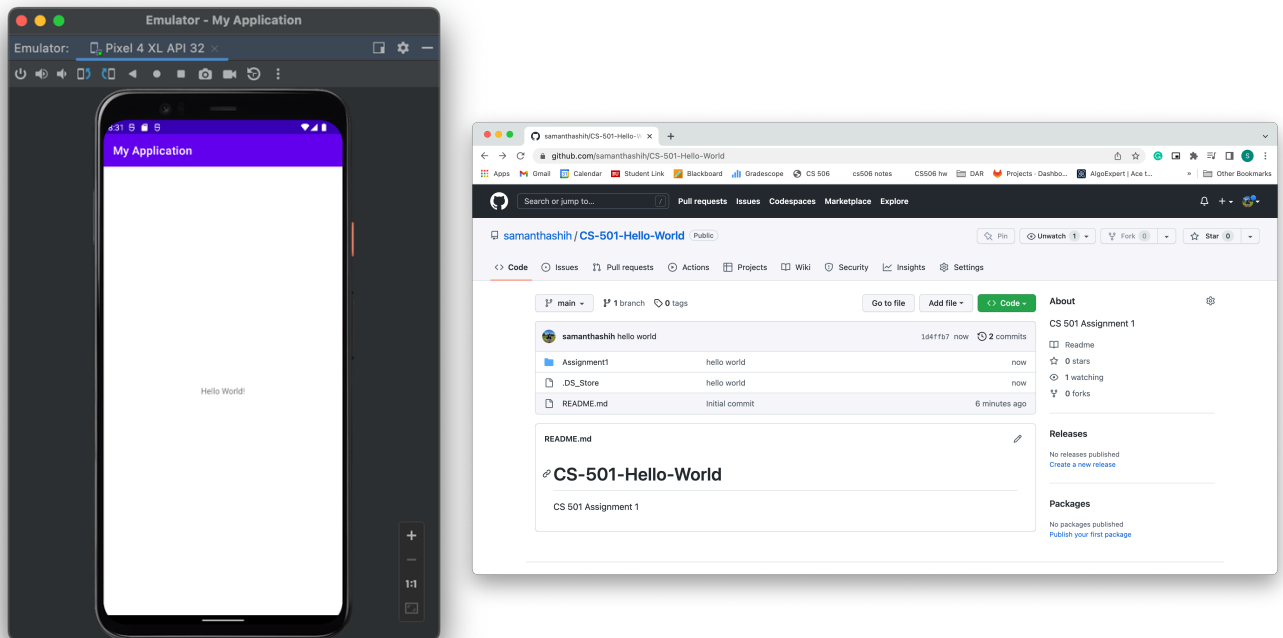 Emulator - My Application
Emulator: Pixel 4 XL API 32
8:31
My Application
Hello World!
samanthashih/CS-501-Hello-W
github.com/samanthashih/CS-501-Hello-World
Apps Gmail Calendar Student Link Blackboard Gradescope CS 506 cs506 notes CS506 hw DAR Projects · Dashbo... AlgoExpert | Ace t... » Other Bookmarks
Search or jump to... / Pull requests Issues Codespaces Marketplace Explore
samanthashih / CS-501-Hello-World Public Pin Unwatch 1 Fork 0 Star 0
Code Issues Pull requests Actions Projects Wiki Security Insights Settings
main 1 branch 0 tags Go to file Add file Code
samanthashih hello world 1d4ffb7 now 2 commits
Assignment1 hello world now
.DS_Store hello world now
README.md Initial commit 6 minutes ago
README.md
CS-501-Hello-World
CS 501 Assignment 1
About
CS 501 Assignment 1
Readme
0 stars
1 watching
0 forks
Releases
No releases published
Create a new release
Packages
No packages published
Publish your first package
1:1